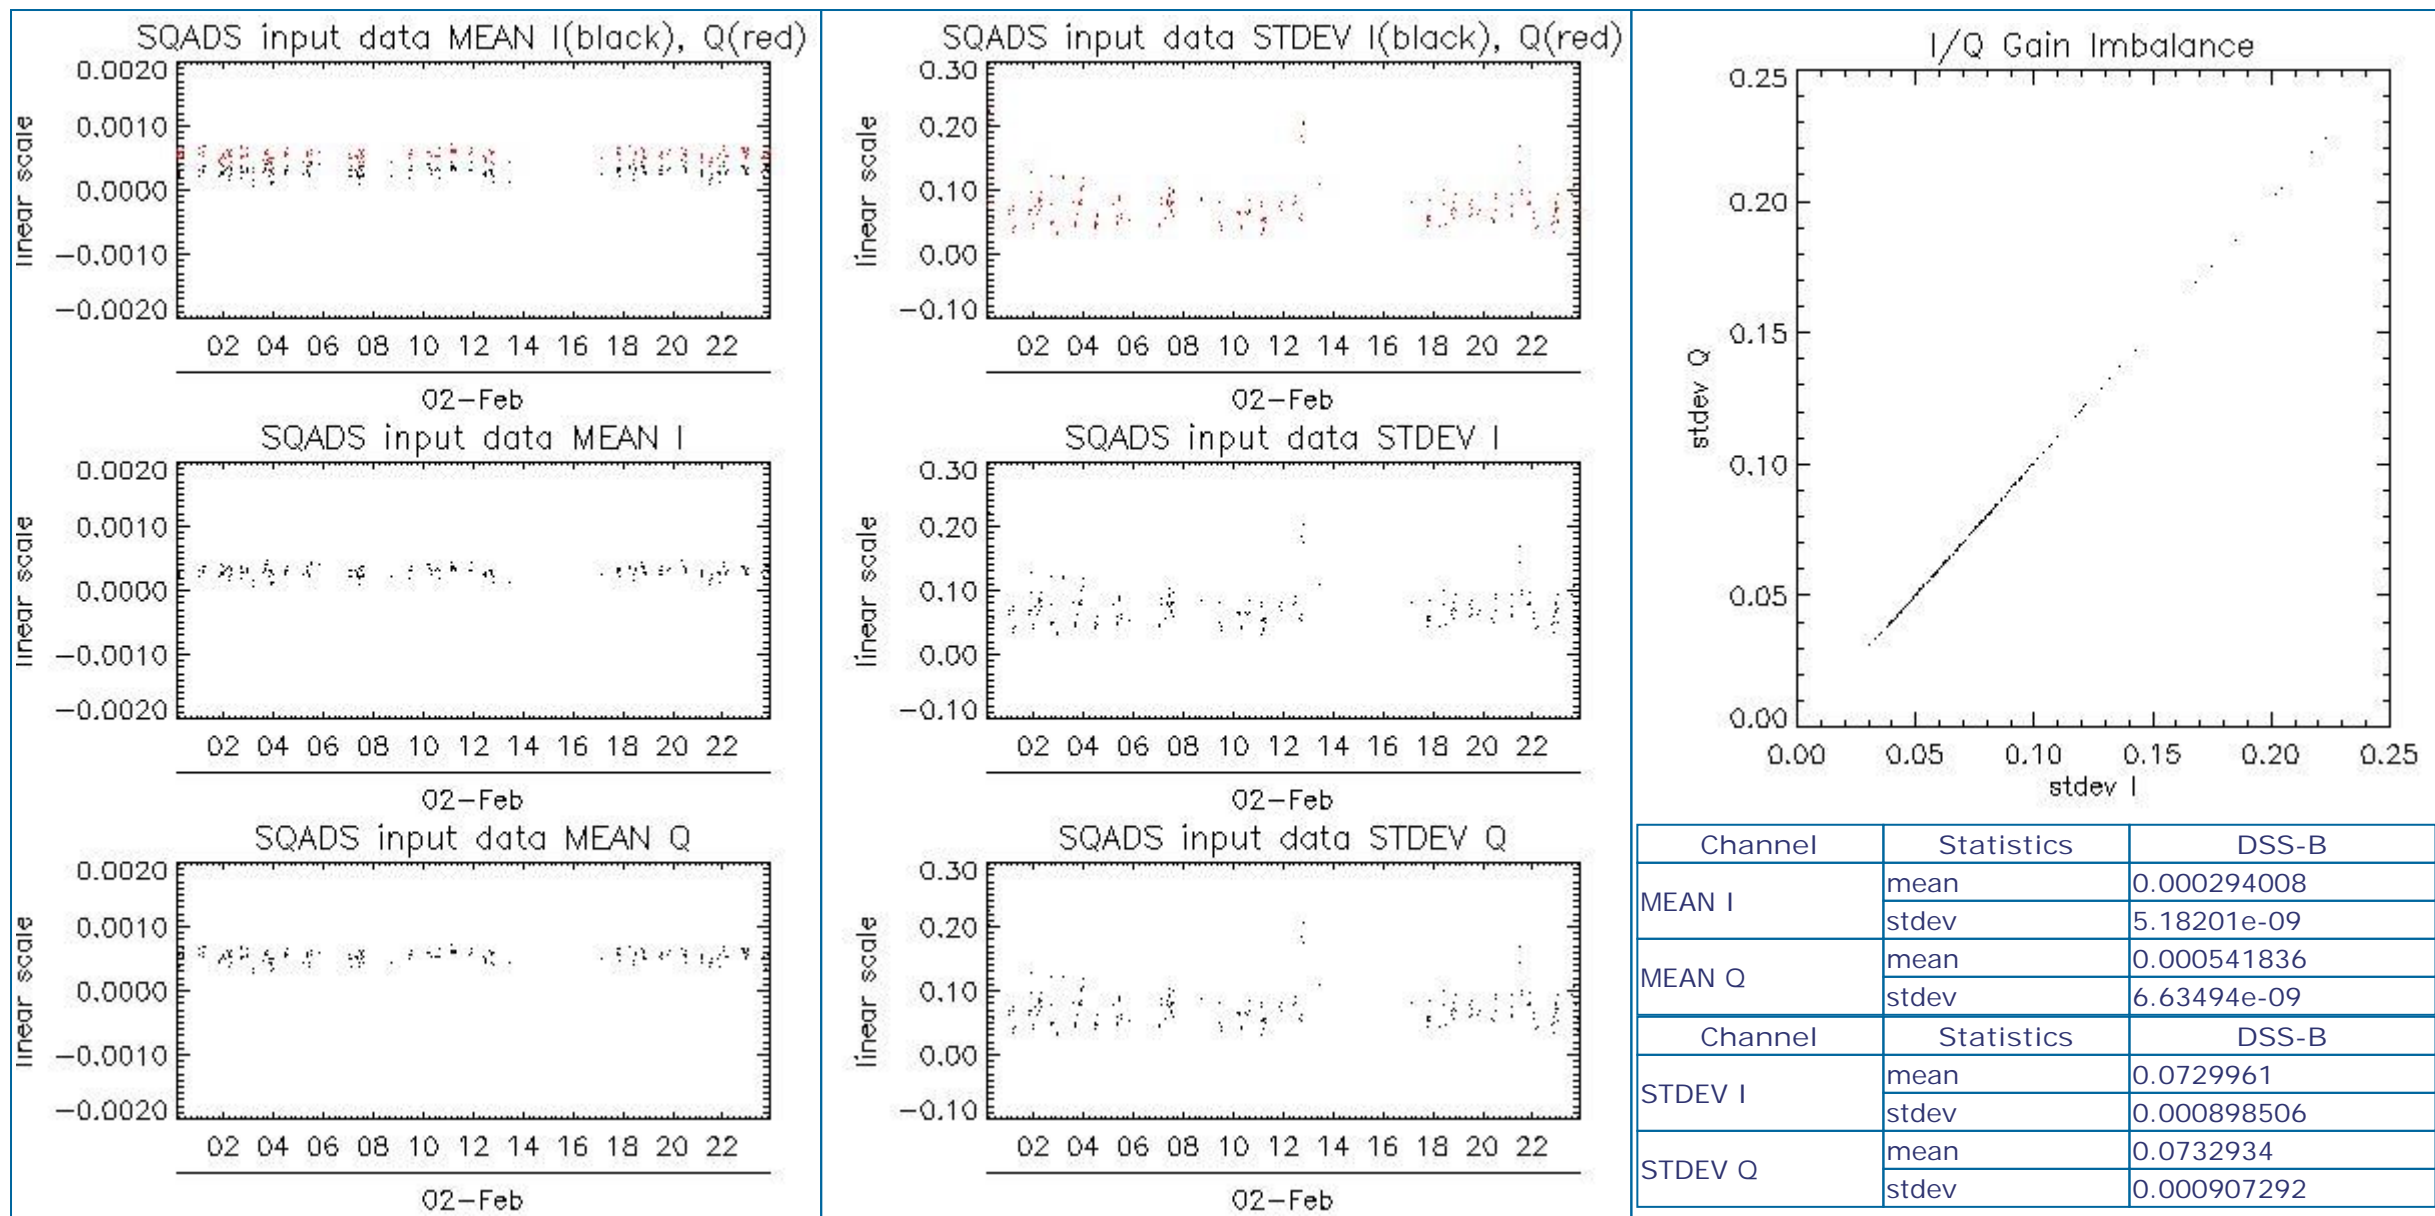 SQADS input data MEAN I(black), Q(red)
linear scale
0.0020
0.0010
0.0000
−0.0010
−0.0020
02 04 06 08 10 12 14 16 18 20 22
02−Feb
SQADS input data MEAN I
linear scale
0.0020
0.0010
0.0000
−0.0010
−0.0020
02 04 06 08 10 12 14 16 18 20 22
02−Feb
SQADS input data MEAN Q
linear scale
0.0020
0.0010
0.0000
−0.0010
−0.0020
02 04 06 08 10 12 14 16 18 20 22
02−Feb
SQADS input data STDEV I(black), Q(red)
linear scale
0.30
0.20
0.10
0.00
−0.10
02 04 06 08 10 12 14 16 18 20 22
02−Feb
SQADS input data STDEV I
linear scale
0.30
0.20
0.10
0.00
−0.10
02 04 06 08 10 12 14 16 18 20 22
02−Feb
SQADS input data STDEV Q
linear scale
0.30
0.20
0.10
0.00
−0.10
02 04 06 08 10 12 14 16 18 20 22
02−Feb
I/Q Gain Imbalance
stdev Q
0.25
0.20
0.15
0.10
0.05
0.00
0.00 0.05 0.10 0.15 0.20 0.25
stdev I
Channel Statistics DSS-B
MEAN I mean 0.000294008
stdev 5.18201e-09
MEAN Q mean 0.000541836
stdev 6.63494e-09
Channel Statistics DSS-B
STDEV I mean 0.0729961
stdev 0.000898506
STDEV Q mean 0.0732934
stdev 0.000907292